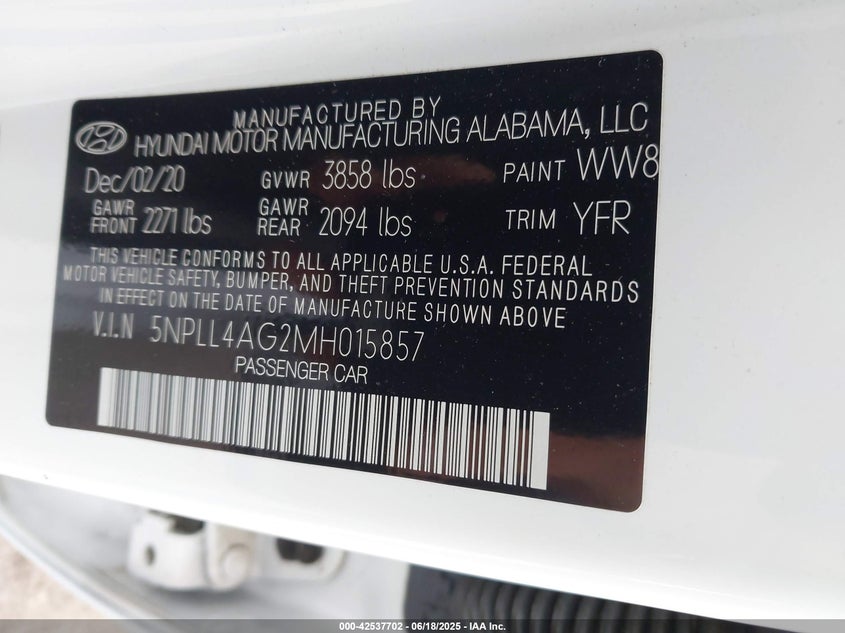 MANUFACTURED BY
HYUNDAI MOTOR MANUFACTURING ALABAMA, LLC
Dec/02/20 GVWR 3858 lbs PAINT WW8
GAWR FRONT 2271 lbs GAWR REAR 2094 lbs TRIM YFR
THIS VEHICLE CONFORMS TO ALL APPLICABLE U.S.A. FEDERAL
MOTOR VEHICLE SAFETY, BUMPER, AND THEFT PREVENTION STANDARDS
IN EFFECT ON THE DATE OF MANUFACTURE SHOWN ABOVE.
V.I.N 5NPLL4AG2MH015857
PASSENGER CAR
000-42537702 - 06/18/2025 - IAA Inc.